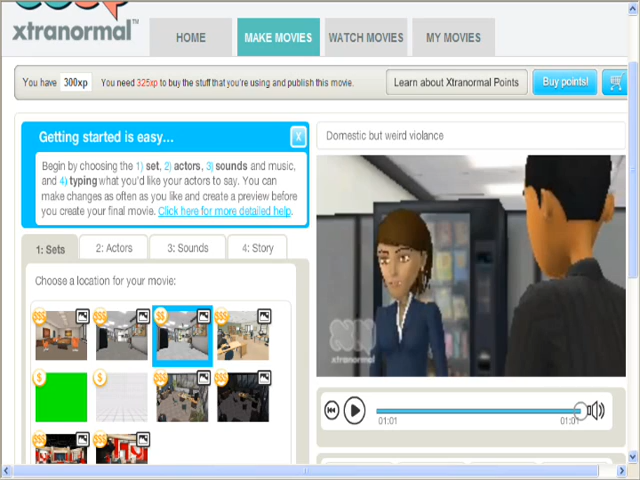 xtranormal™
HOME
MAKE MOVIES
WATCH MOVIES
MY MOVIES
You have 300xp You need 325xp to buy the stuff that you're using and publish this movie.
Learn about Xtranormal Points
Buy points!
Getting started is easy...
X
Begin by choosing the 1) set, 2) actors, 3) sounds and music,
and 4) typing what you'd like your actors to say. You can
make changes as often as you like and create a preview before
you create your final movie. Click here for more detailed help.
Domestic but weird violance
1: Sets
2: Actors
3: Sounds
4: Story
Choose a location for your movie:
$$$
$$$
$$
$$$
$
$
$$$
$$$
$$$
$$$
xtranormal
01:01
01:01